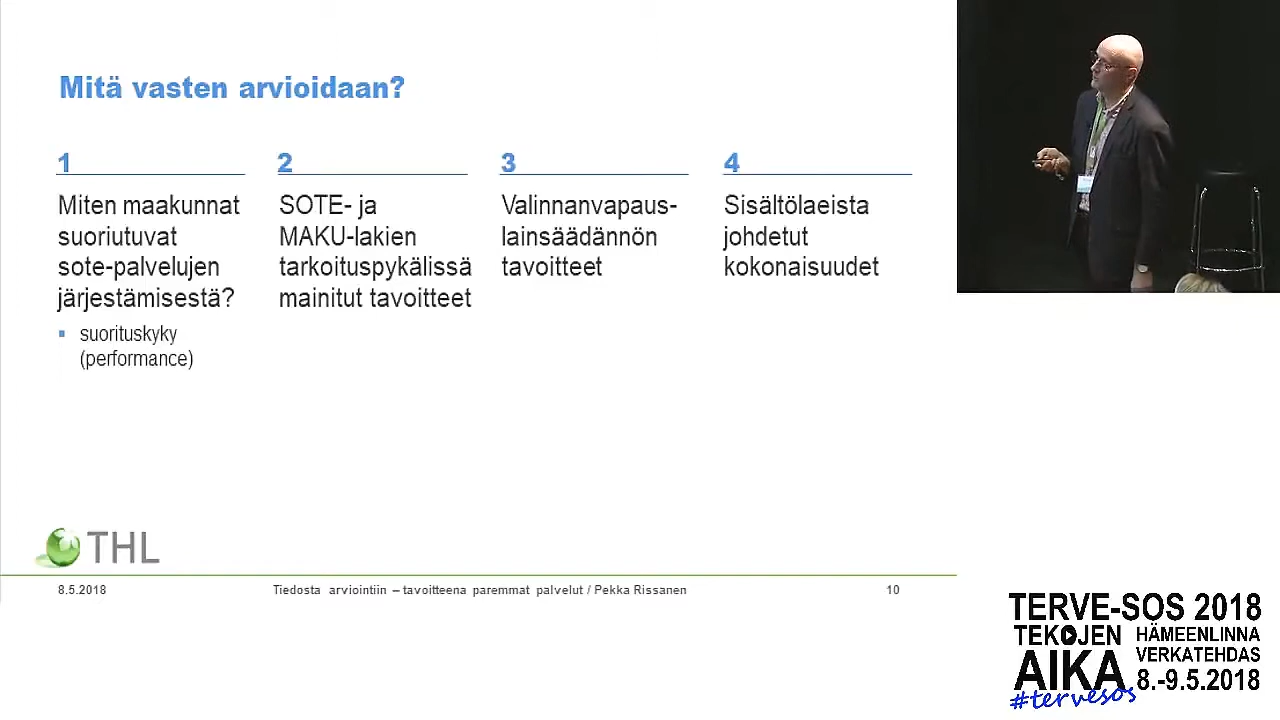 Mitä vasten arvioidaan?
1
Miten maakunnat
suoriutuvat
sote-palvelujen
järjestämisestä?
▪ suorituskyky
(performance)
2
SOTE- ja
MAKU-lakien
tarkoituspykälissä
mainitut tavoitteet
3
Valinnanvapaus-
lainsäädännön
tavoitteet
4
Sisältölaeista
johdetut
kokonaisuudet
THL
8.5.2018
Tiedosta arviointiin – tavoitteena paremmat palvelut / Pekka Rissanen
10
TERVE-SOS 2018
TEKOJEN
AIKA
HÄMEENLINNA
VERKATEHDAS
8.-9.5.2018
#tervesos